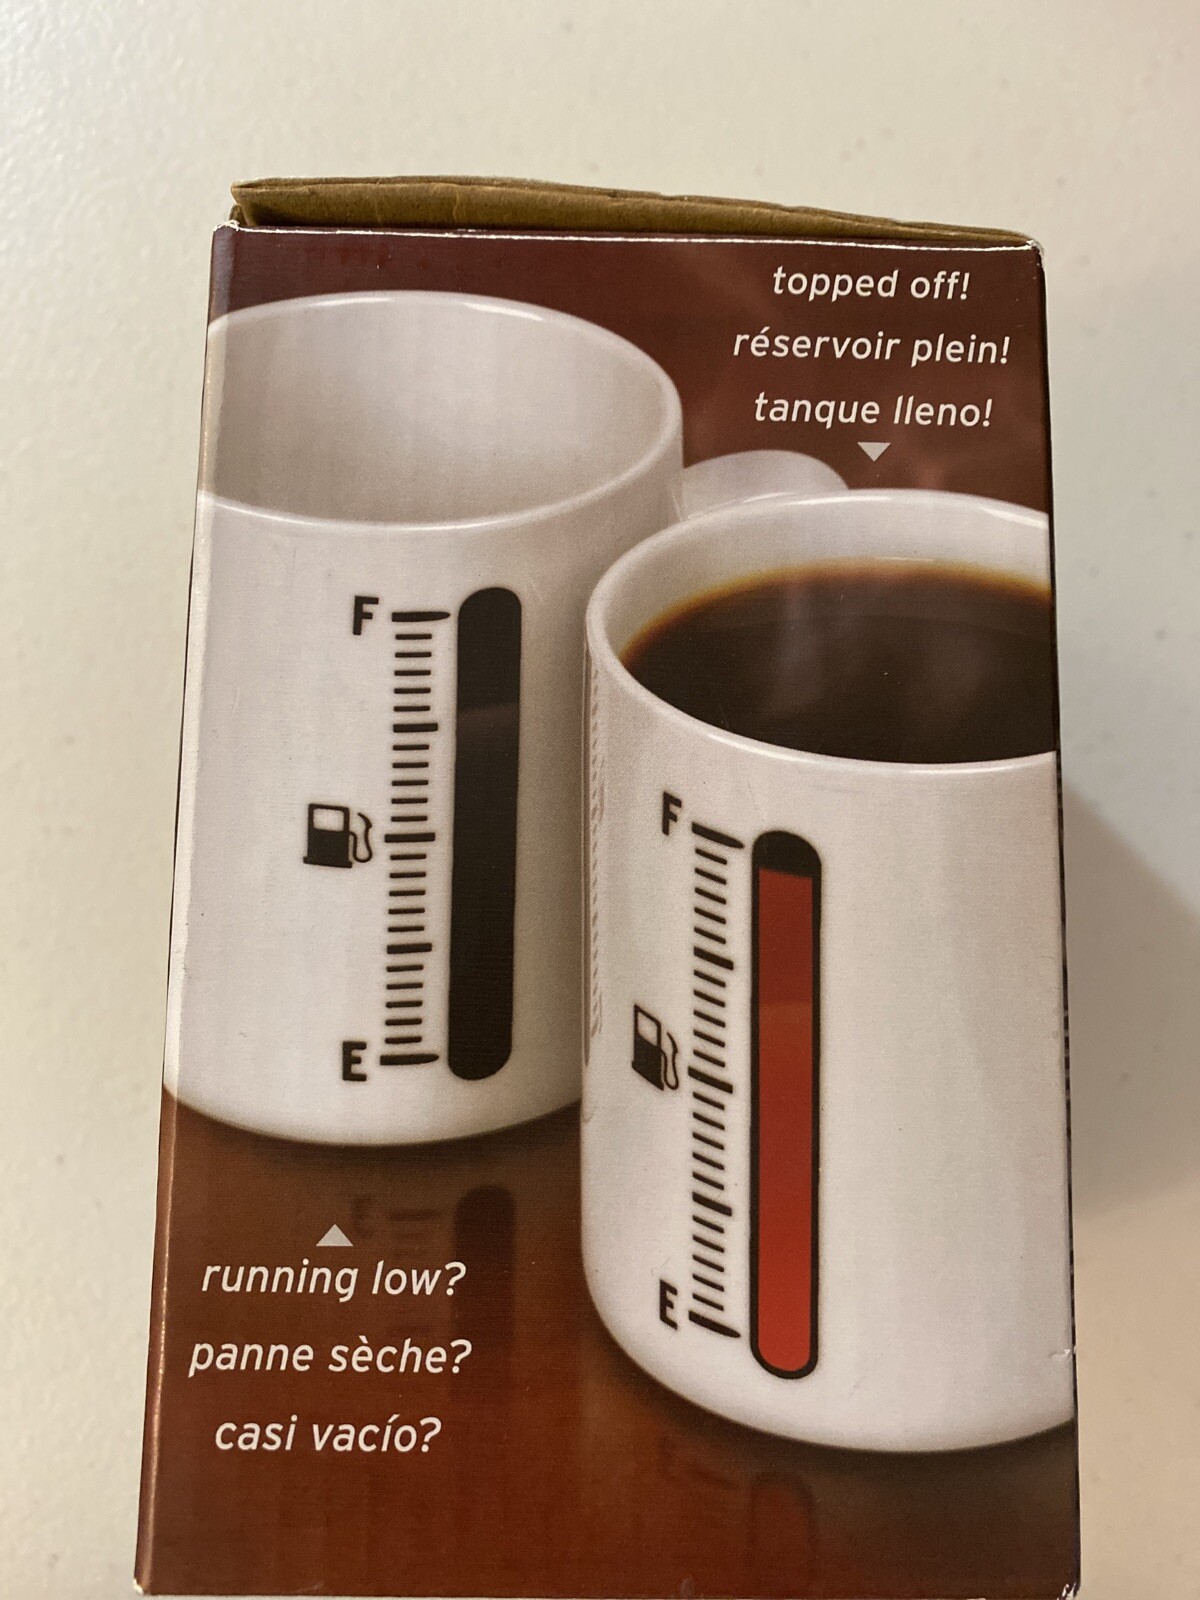 topped off!
réservoir plein!
tanque lleno!
F
E
F
E
running low?
panne sèche?
casi vacío?